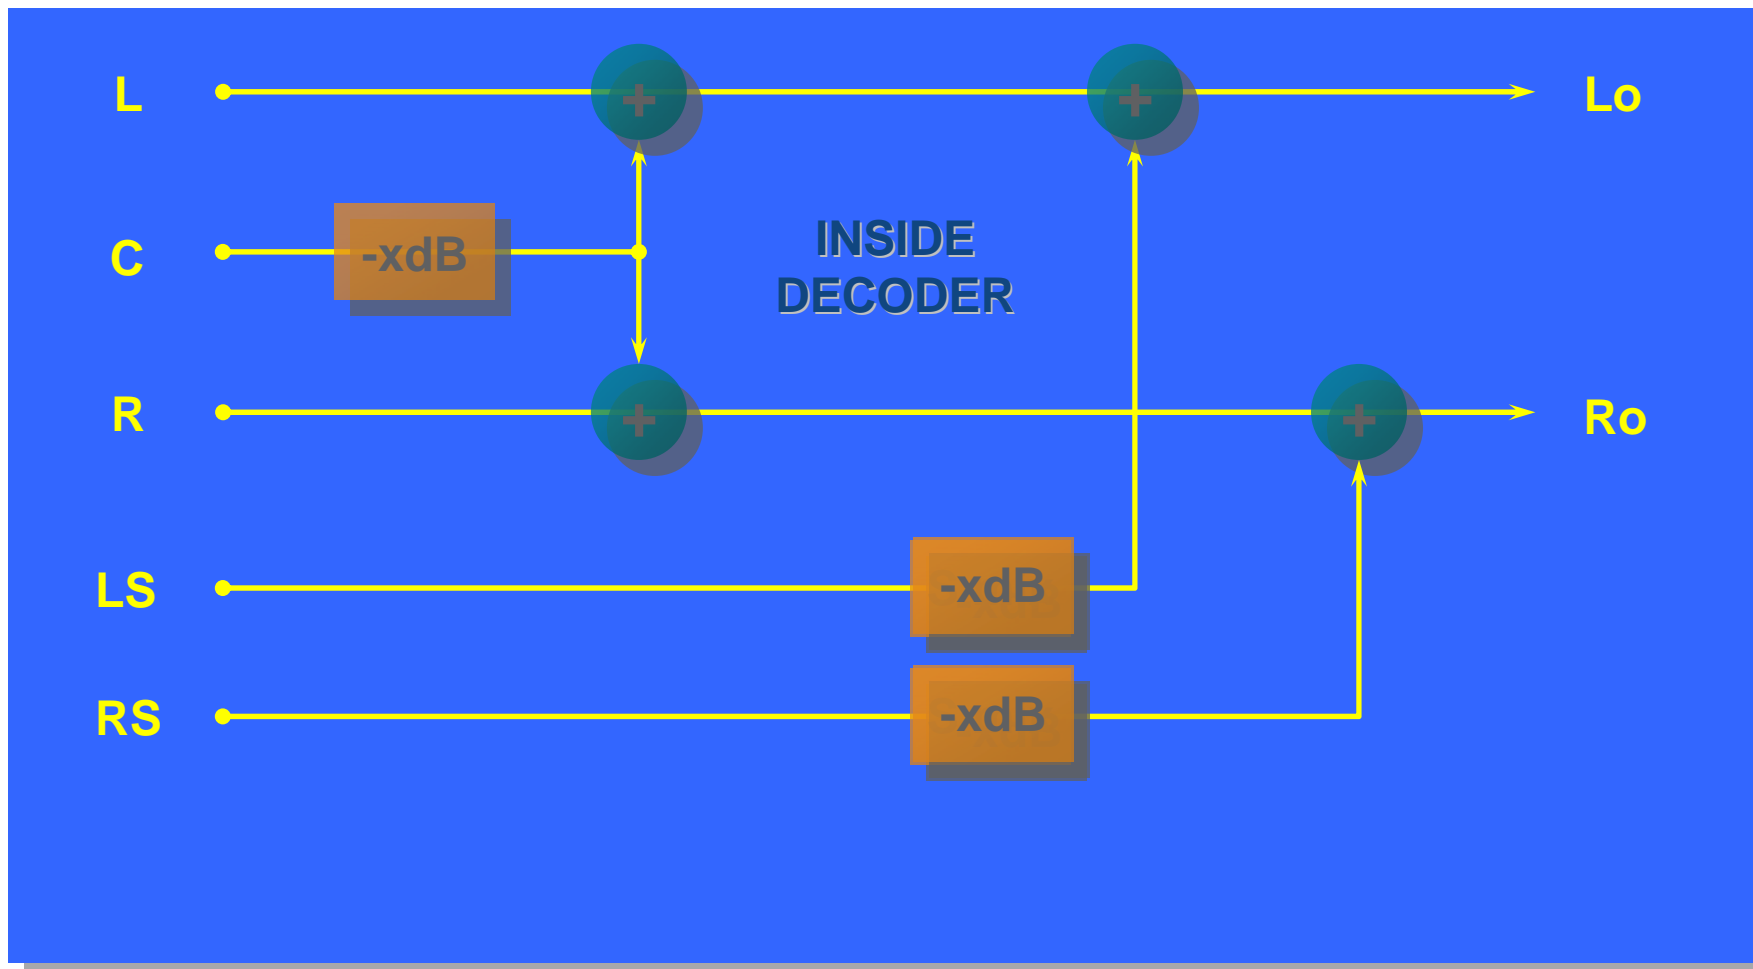 L
+
+
Lo
C
-xdB
INSIDE
DECODER
R
+
+
Ro
LS
-xdB
RS
-xdB